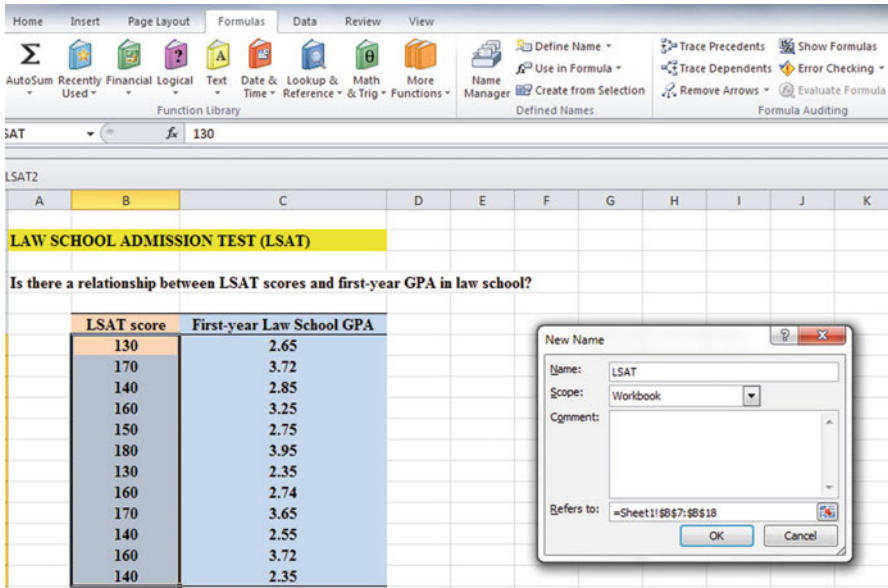 Home Insert Page Layout Formulas Data Review View
Σ A ? θ
AutoSum Recently Used Financial Logical Text Date & Time Lookup & Reference Math & Trig More Functions
Function Library
Name Manager
Define Name
fx Use in Formula
Create from Selection
Defined Names
Trace Precedents Show Formulas
Trace Dependents Error Checking
Remove Arrows Evaluate Formula
Formula Auditing
SAT fx 130
LSAT2
A B C D E F G H I J K
LAW SCHOOL ADMISSION TEST (LSAT)
Is there a relationship between LSAT scores and first-year GPA in law school?
LSAT score First-year Law School GPA
130 2.65
170 3.72
140 2.85
160 3.25
150 2.75
180 3.95
130 2.35
160 2.74
170 3.65
140 2.55
160 3.72
140 2.35
New Name ? X
Name: LSAT
Scope: Workbook
Comment:
Refers to: =Sheet1!$B$7:$B$18
OK Cancel